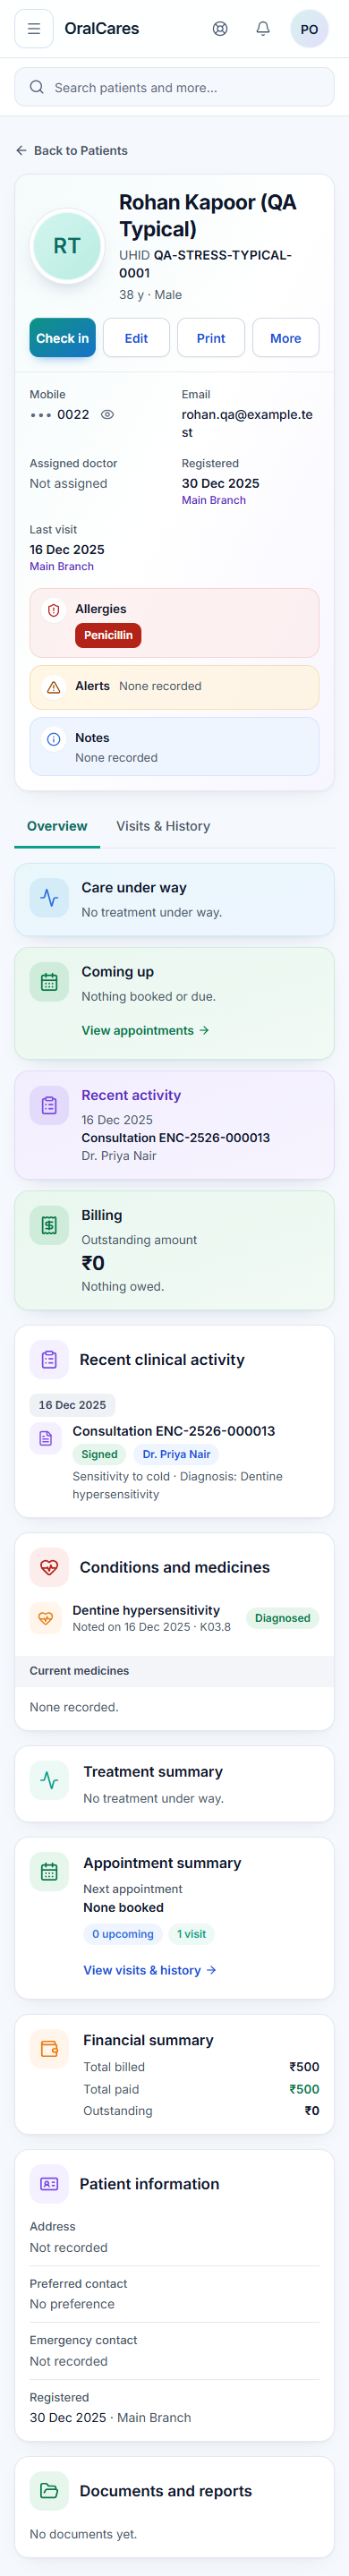 OralCares
PO
Search patients and more...
← Back to Patients
RT
Rohan Kapoor (QA
Typical)
UHID QA-STRESS-TYPICAL-
0001
38 y · Male
Check in
Edit
Print
More
Mobile
••• 0022
Email
rohan.qa@example.te
st
Assigned doctor
Not assigned
Registered
30 Dec 2025
Main Branch
Last visit
16 Dec 2025
Main Branch
Allergies
Penicillin
Alerts None recorded
Notes
None recorded
Overview
Visits & History
Care under way
No treatment under way.
Coming up
Nothing booked or due.
View appointments →
Recent activity
16 Dec 2025
Consultation ENC-2526-000013
Dr. Priya Nair
Billing
Outstanding amount
₹0
Nothing owed.
Recent clinical activity
16 Dec 2025
Consultation ENC-2526-000013
Signed
Dr. Priya Nair
Sensitivity to cold · Diagnosis: Dentine
hypersensitivity
Conditions and medicines
Dentine hypersensitivity
Noted on 16 Dec 2025 · K03.8
Diagnosed
Current medicines
None recorded.
Treatment summary
No treatment under way.
Appointment summary
Next appointment
None booked
0 upcoming
1 visit
View visits & history →
Financial summary
Total billed ₹500
Total paid ₹500
Outstanding ₹0
Patient information
Address
Not recorded
Preferred contact
No preference
Emergency contact
Not recorded
Registered
30 Dec 2025 · Main Branch
Documents and reports
No documents yet.